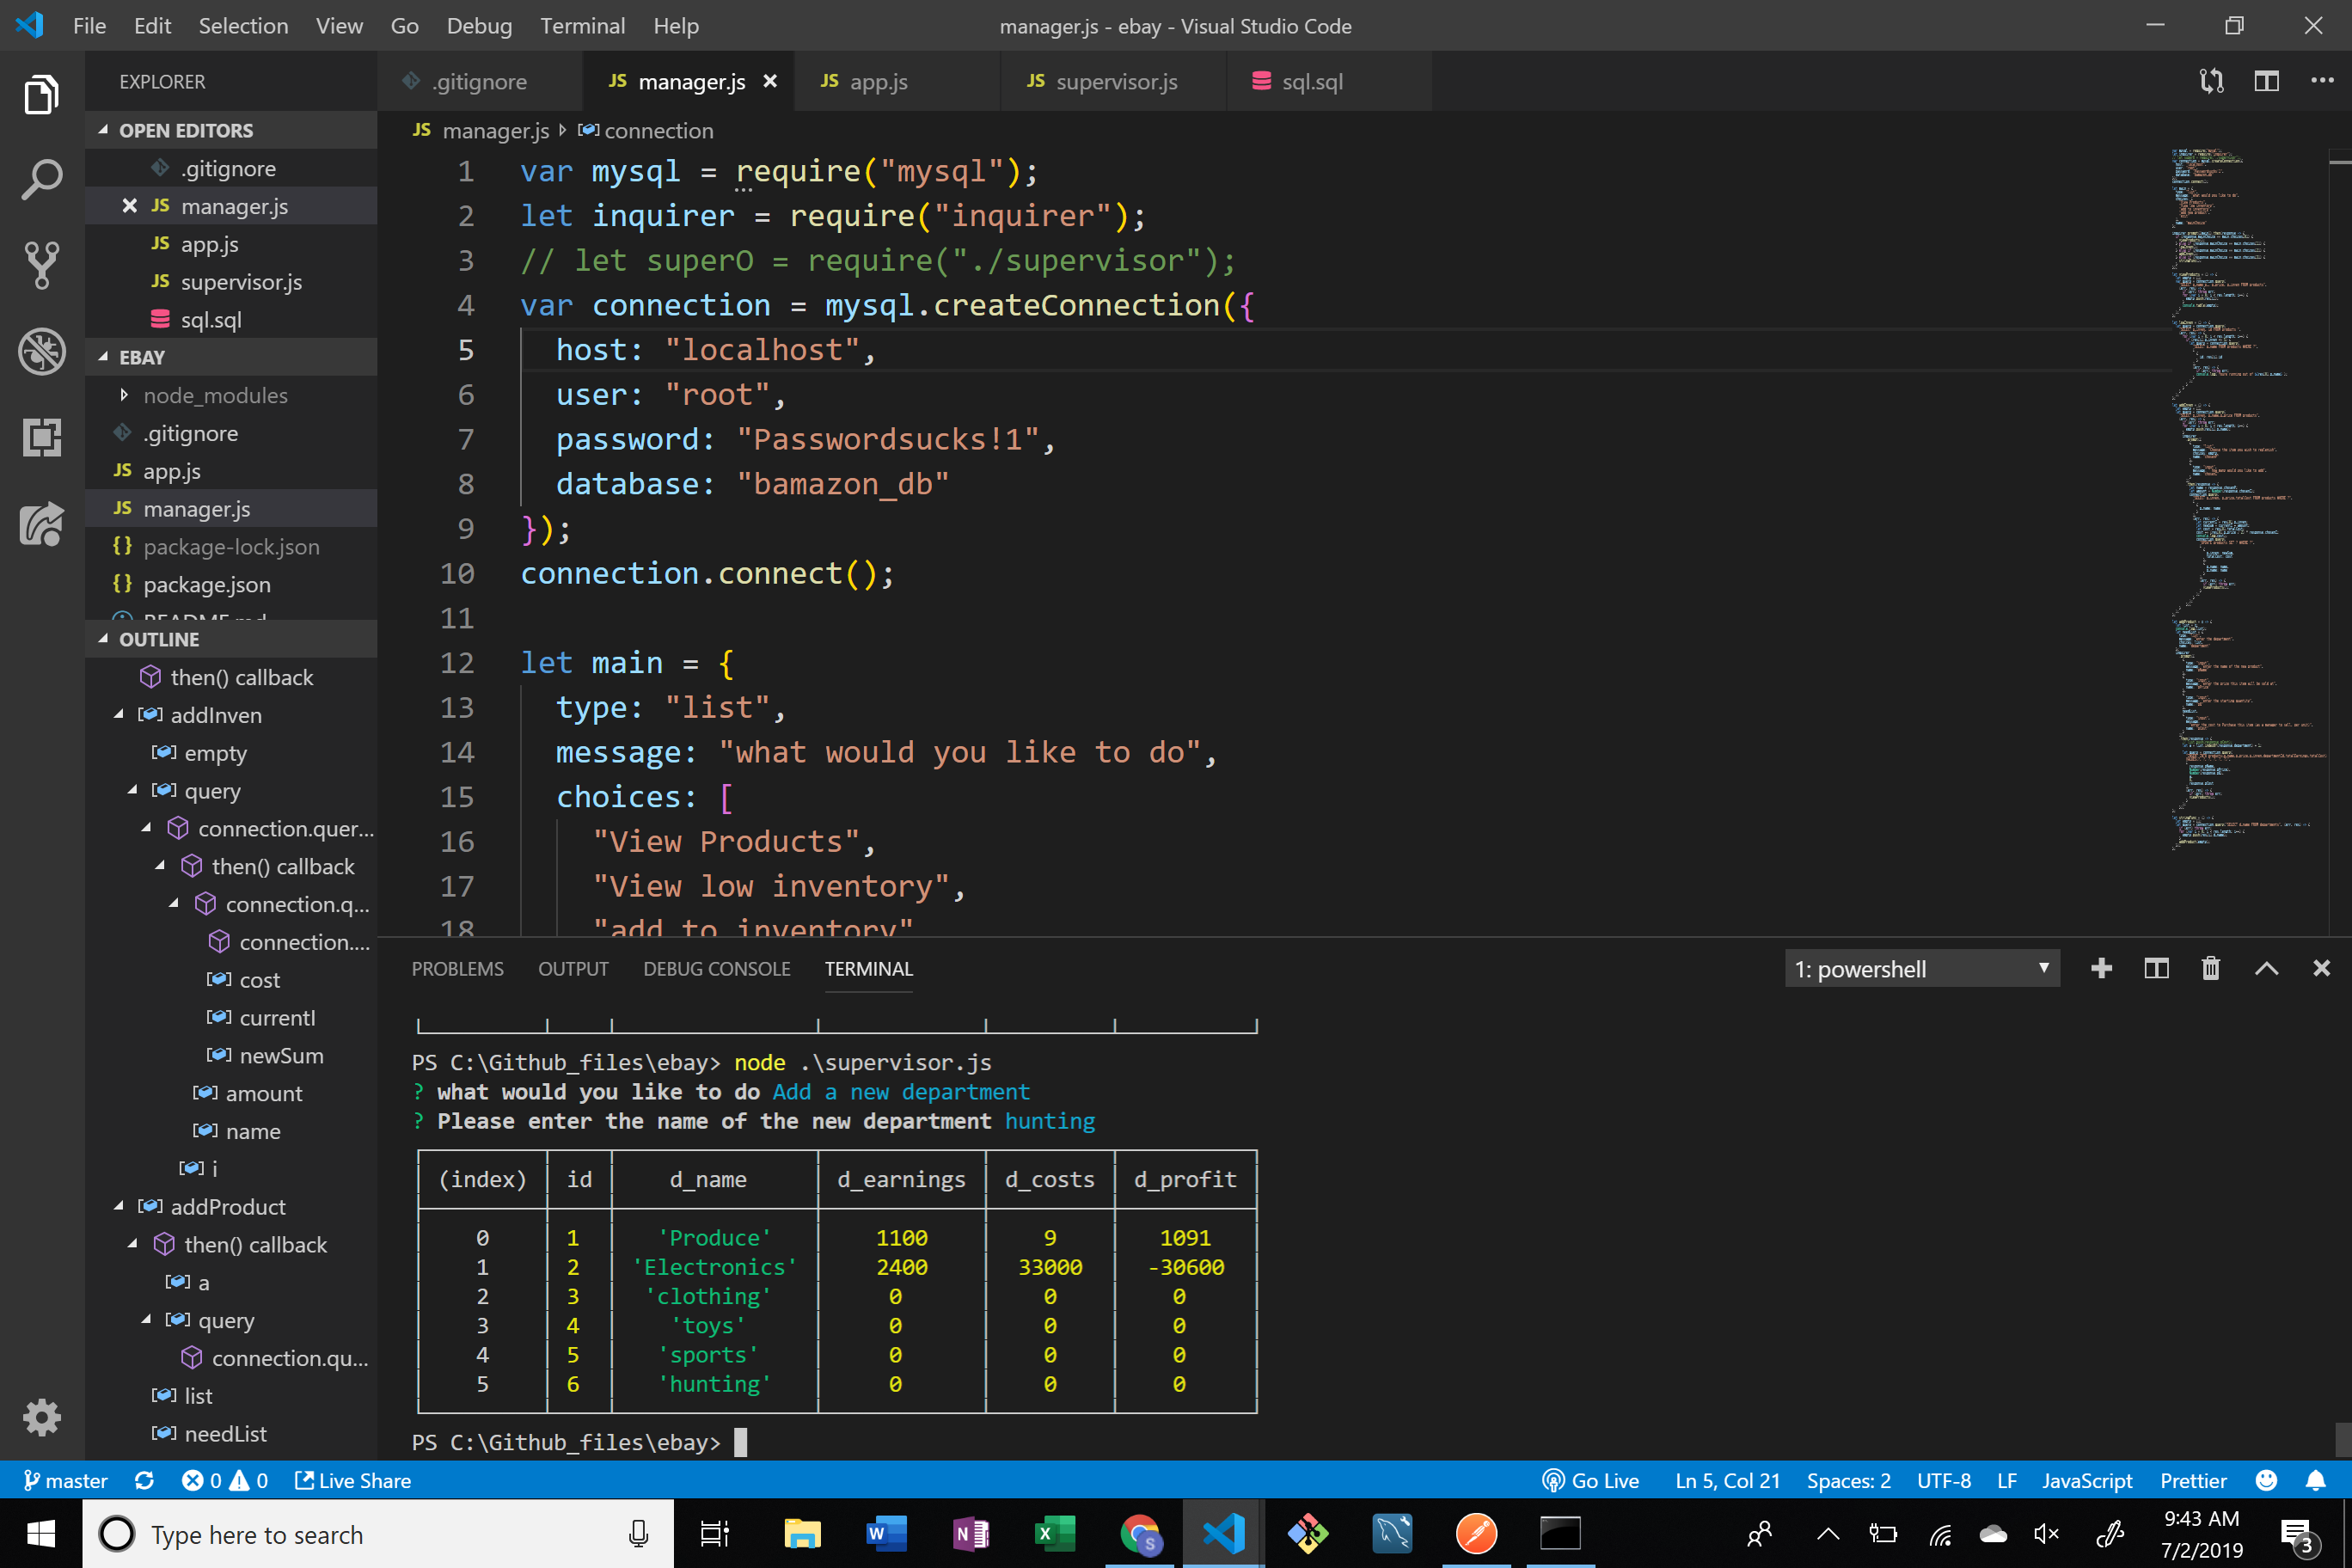 File Edit Selection View Go Debug Terminal Help
manager.js - ebay - Visual Studio Code
EXPLORER
OPEN EDITORS
.gitignore
JS manager.js
JS app.js
JS supervisor.js
sql.sql
EBAY
node_modules
.gitignore
JS app.js
JS manager.js
{} package-lock.json
{} package.json
README.md
OUTLINE
then() callback
addInven
empty
query
connection.quer...
then() callback
connection.q...
connection....
cost
currentI
newSum
amount
name
i
addProduct
then() callback
a
query
connection.qu...
list
needList
.gitignore
JS manager.js
JS app.js
JS supervisor.js
sql.sql
JS manager.js connection
1 var mysql = require("mysql");
2 let inquirer = require("inquirer");
3 // let superO = require("./supervisor");
4 var connection = mysql.createConnection({
5 host: "localhost",
6 user: "root",
7 password: "Passwordsucks!1",
8 database: "bamazon_db"
9 });
10 connection.connect();
11
12 let main = {
13 type: "list",
14 message: "what would you like to do",
15 choices: [
16 "View Products",
17 "View low inventory",
18 "add to inventory"
PROBLEMS OUTPUT DEBUG CONSOLE TERMINAL
1: powershell
PS C:\Github_files\ebay> node .\supervisor.js
? what would you like to do Add a new department
? Please enter the name of the new department hunting
(index) id d_name d_earnings d_costs d_profit
0 1 'Produce' 1100 9 1091
1 2 'Electronics' 2400 33000 -30600
2 3 'clothing' 0 0 0
3 4 'toys' 0 0 0
4 5 'sports' 0 0 0
5 6 'hunting' 0 0 0
PS C:\Github_files\ebay>
master 0 0 Live Share
Go Live Ln 5, Col 21 Spaces: 2 UTF-8 LF JavaScript Prettier
Type here to search
9:43 AM
7/2/2019
3